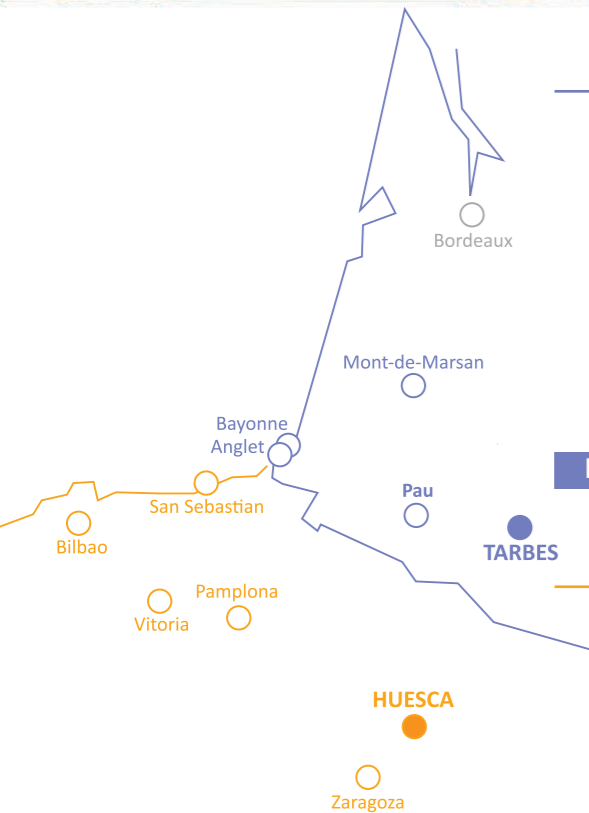 Bordeaux
Mont-de-Marsan
Bayonne
Anglet
San Sebastian
Bilbao
Pau
TARBES
Pamplona
Vitoria
HUESCA
Zaragoza